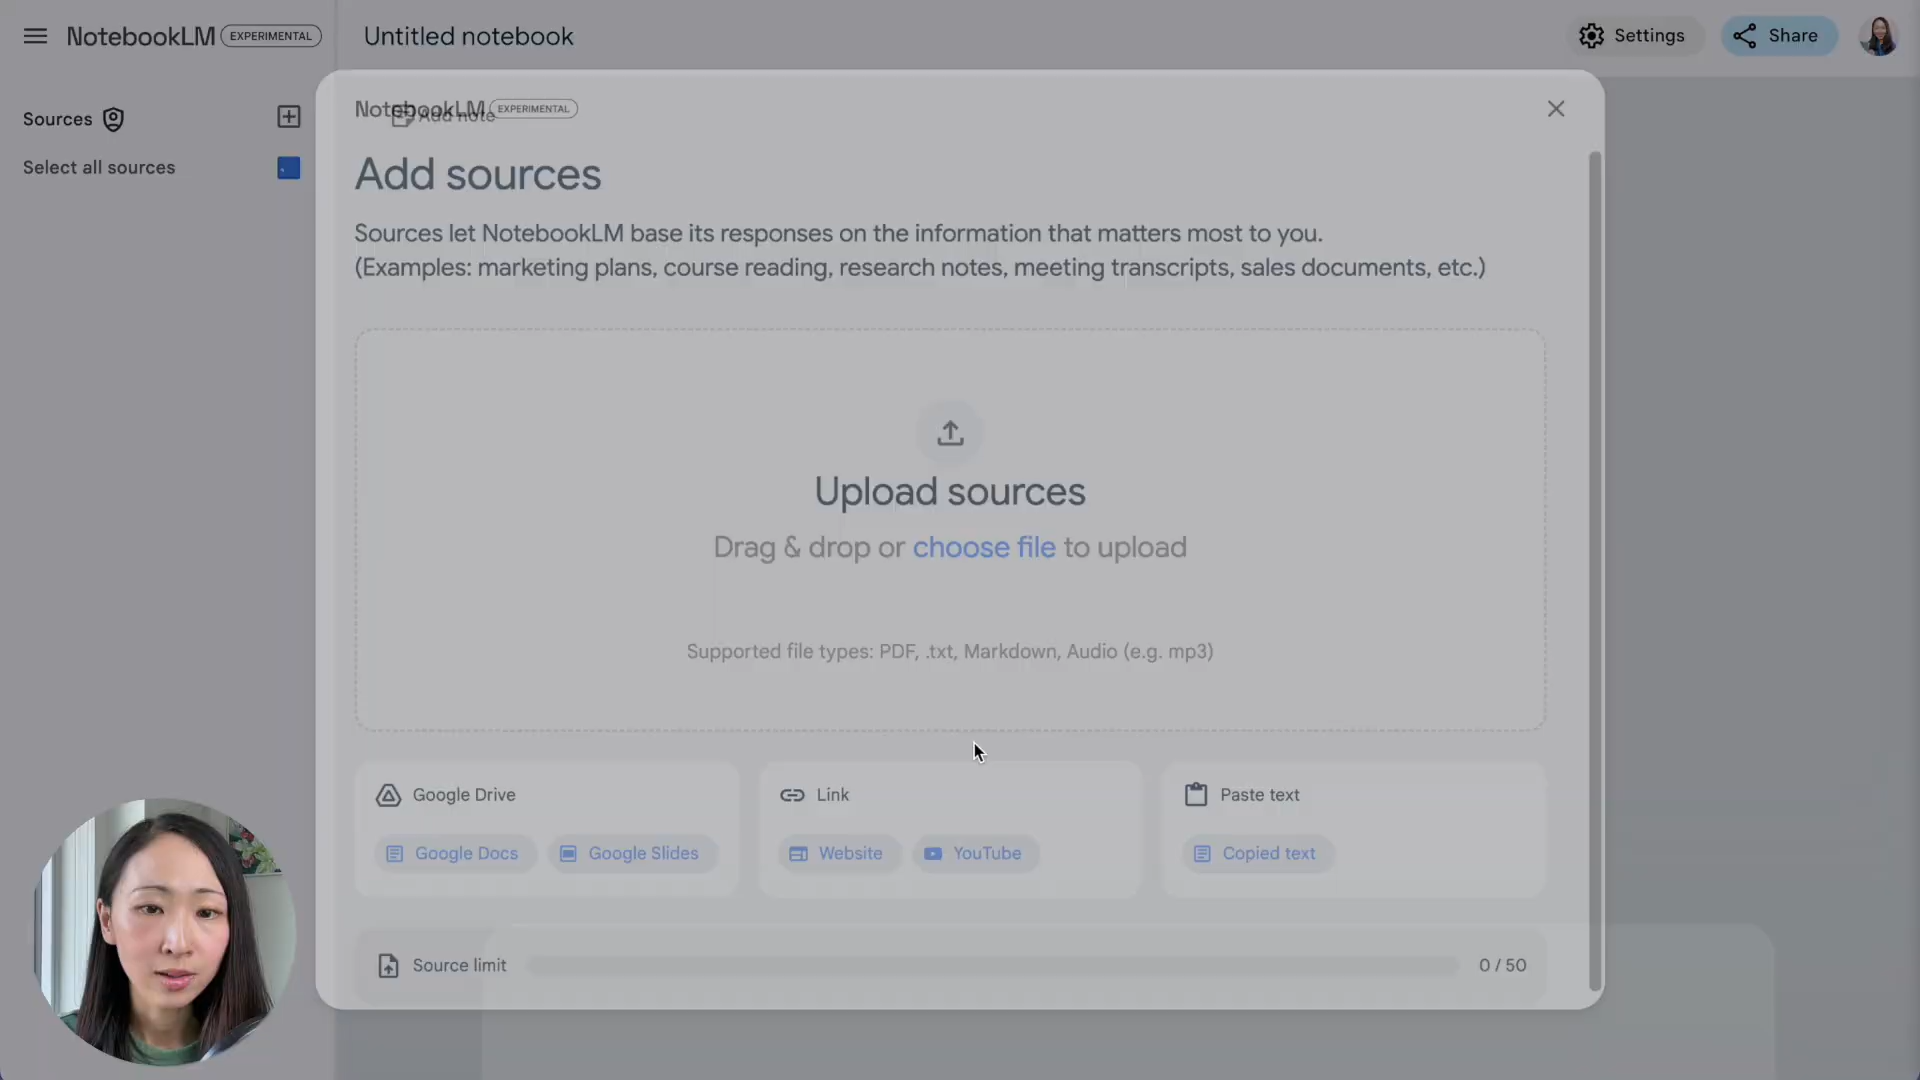 NotebookLM EXPERIMENTAL
Untitled notebook
Settings
Share
Sources
Select all sources
NotebookLM EXPERIMENTAL
Add note
Add sources
Sources let NotebookLM base its responses on the information that matters most to you.
(Examples: marketing plans, course reading, research notes, meeting transcripts, sales documents, etc.)
Upload sources
Drag & drop or choose file to upload
Supported file types: PDF, .txt, Markdown, Audio (e.g. mp3)
Google Drive
Google Docs
Google Slides
Link
Website
YouTube
Paste text
Copied text
Source limit
0 / 50